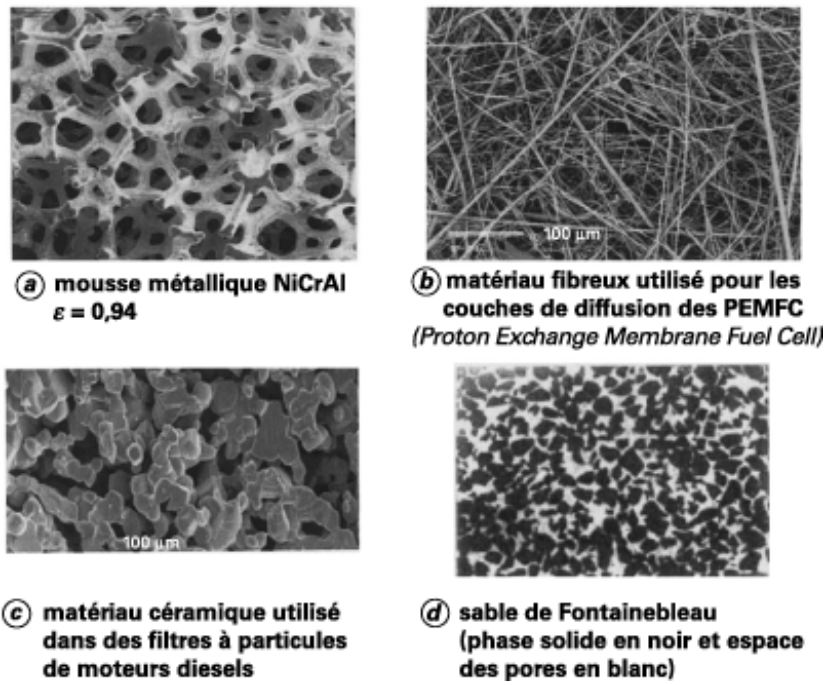 100 µm
ⓐ mousse métallique NiCrAl
ε = 0,94
ⓑ matériau fibreux utilisé pour les
couches de diffusion des PEMFC
(Proton Exchange Membrane Fuel Cell)
100 µm
ⓒ matériau céramique utilisé
dans des filtres à particules
de moteurs diesels
ⓓ sable de Fontainebleau
(phase solide en noir et espace
des pores en blanc)